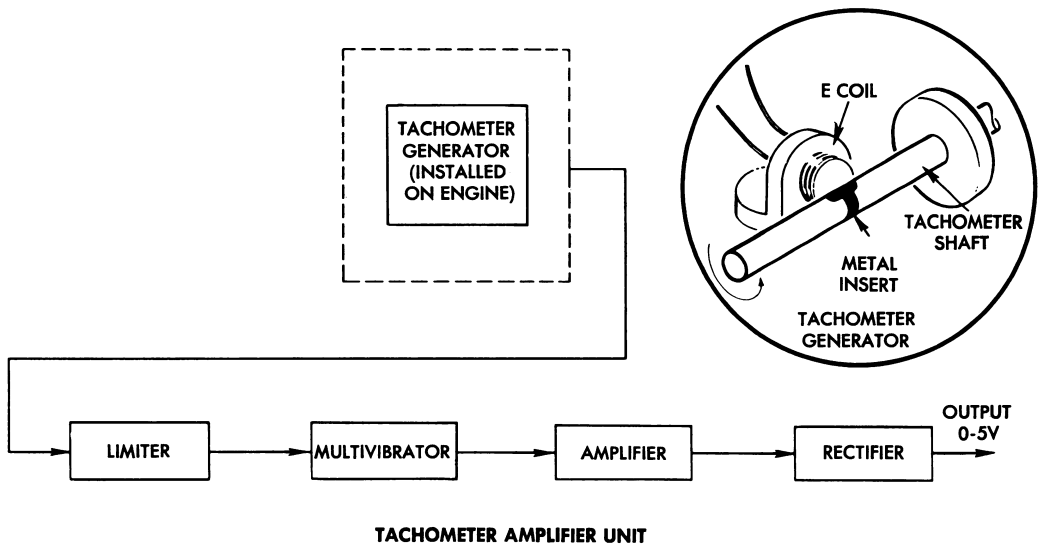 TACHOMETER
GENERATOR
(INSTALLED
ON ENGINE)
E COIL
TACHOMETER
SHAFT
METAL
INSERT
TACHOMETER
GENERATOR
LIMITER
MULTIVIBRATOR
AMPLIFIER
RECTIFIER
OUTPUT
0-5V
TACHOMETER AMPLIFIER UNIT